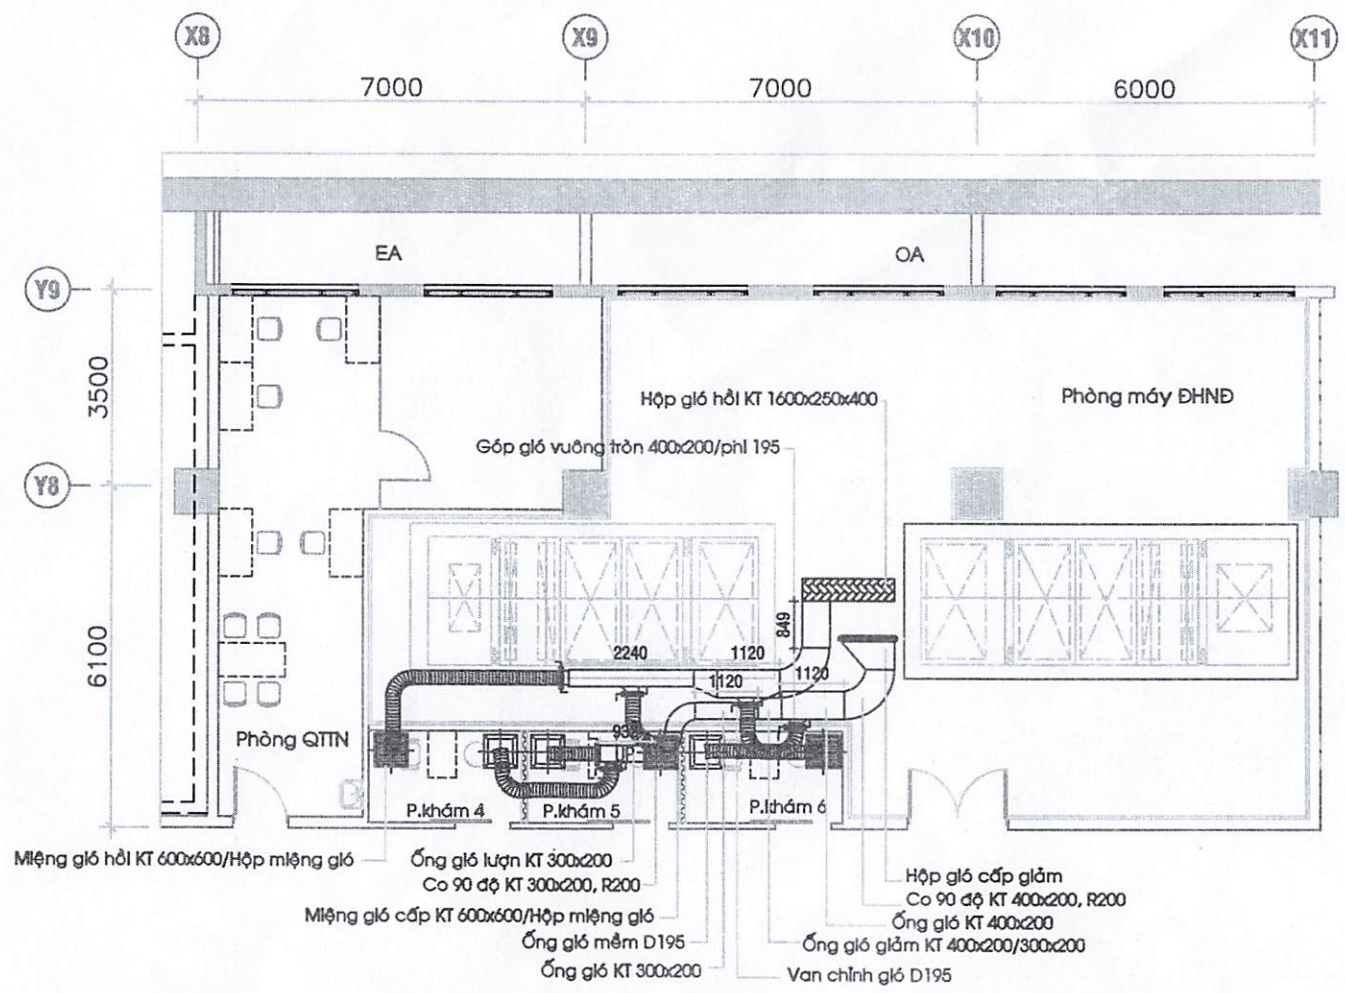 X8
X9
X10
X11
7000
7000
6000
EA
OA
Y9
3500
Hộp gió hồi KT 1600x250x400
Phòng máy ĐHNĐ
Góp gió vuông tròn 400x200/phi 195
Y8
6100
849
2240
1120
1120
1120
Phòng QTTN
P.khám 4
P.khám 5
P.khám 6
Miệng gió hồi KT 600x600/Hộp miệng gió
Ống gió lượn KT 300x200
Co 90 độ KT 300x200, R200
Miệng gió cấp KT 600x600/Hộp miệng gió
Ống gió mềm D195
Ống gió KT 300x200
Hộp gió cấp giảm
Co 90 độ KT 400x200, R200
Ống gió KT 400x200
Ống gió giảm KT 400x200/300x200
Van chỉnh gió D195